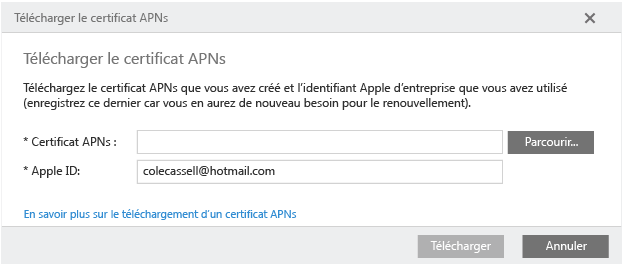 Télécharger le certificat APNs
Télécharger le certificat APNs
Téléchargez le certificat APNs que vous avez créé et l'identifiant Apple d'entreprise que vous avez utilisé
(enregistrez ce dernier car vous en aurez de nouveau besoin pour le renouvellement).
* Certificat APNs :
Parcourir...
* Apple ID:
colecassell@hotmail.com
En savoir plus sur le téléchargement d'un certificat APNs
Télécharger
Annuler